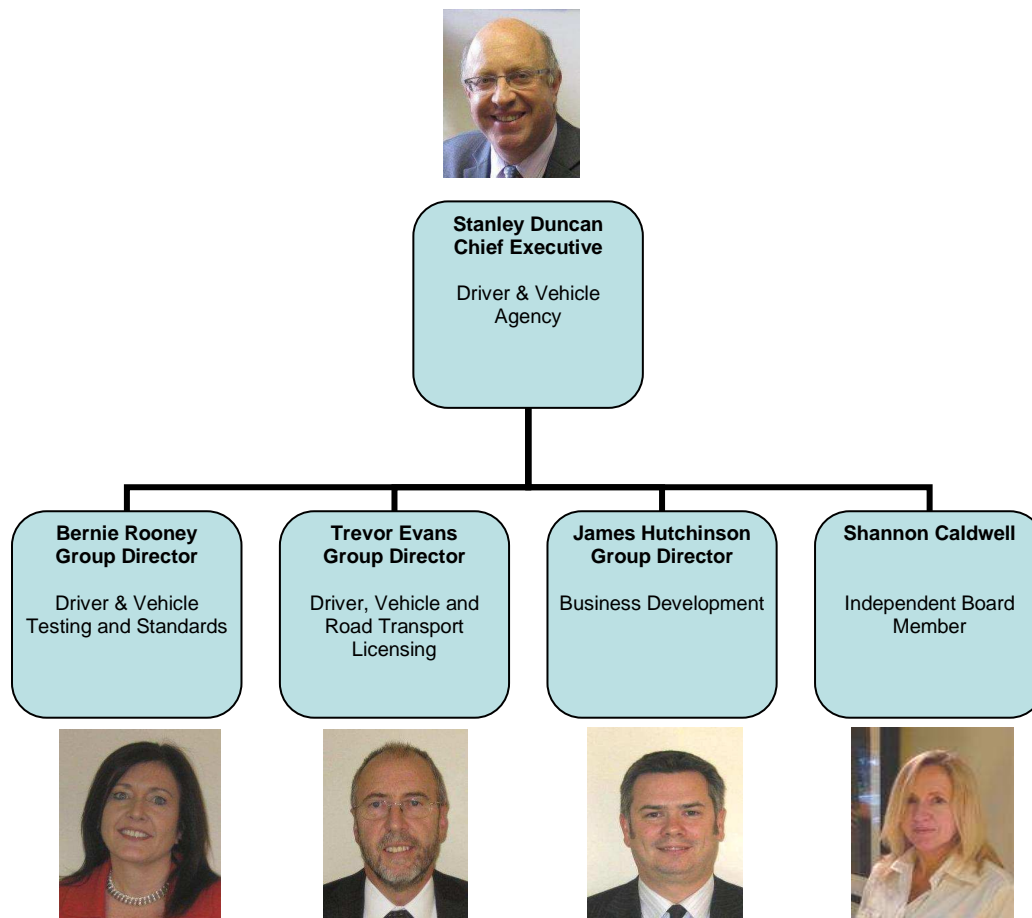 Stanley Duncan
Chief Executive
Driver & Vehicle
Agency
Bernie Rooney
Group Director
Driver & Vehicle
Testing and Standards
Trevor Evans
Group Director
Driver, Vehicle and
Road Transport
Licensing
James Hutchinson
Group Director
Business Development
Shannon Caldwell
Independent Board
Member